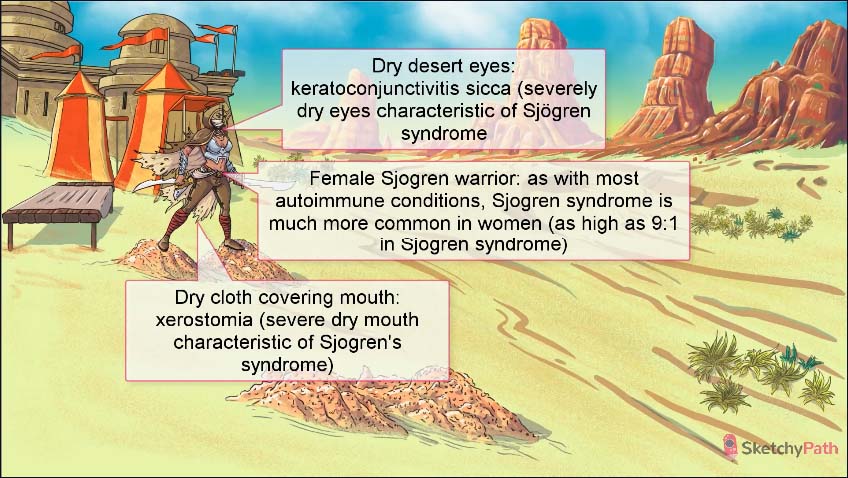 Dry desert eyes:
keratoconjunctivitis sicca (severely
dry eyes characteristic of Sjögren
syndrome
Female Sjogren warrior: as with most
autoimmune conditions, Sjogren syndrome is
much more common in women (as high as 9:1
in Sjogren syndrome)
Dry cloth covering mouth:
xerostomia (severe dry mouth
characteristic of Sjogren's
syndrome)
SketchyPath